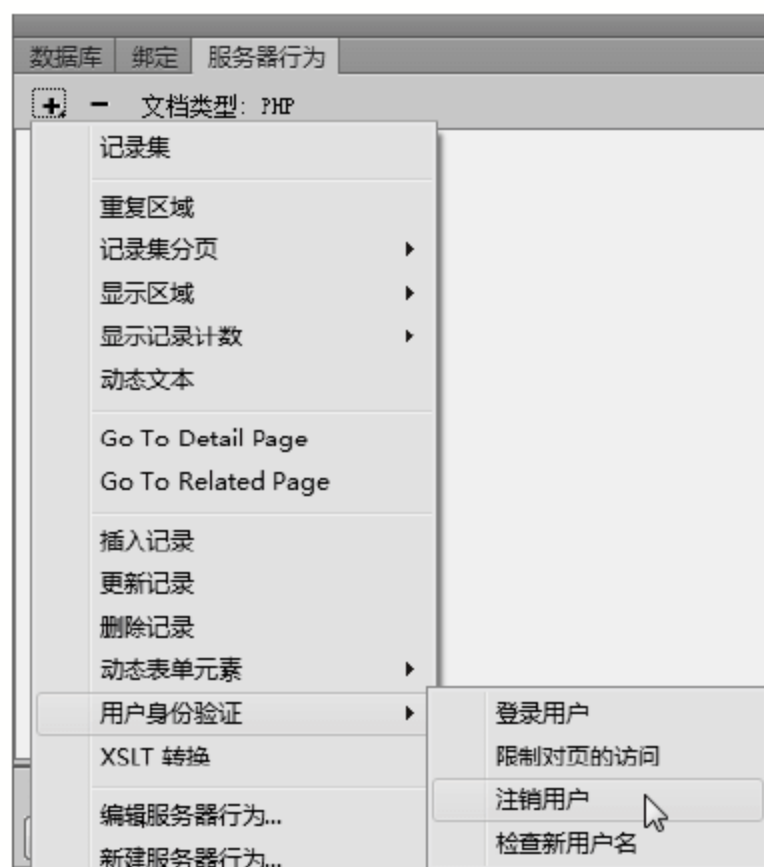 数据库 绑定 服务器行为
+ - 文档类型: PHP
记录集
重复区域
记录集分页
显示区域
显示记录计数
动态文本
Go To Detail Page
Go To Related Page
插入记录
更新记录
删除记录
动态表单元素
用户身份验证
登录用户
XSLT 转换
限制对页的访问
注销用户
编辑服务器行为...
检查新用户名
新建服务器行为...